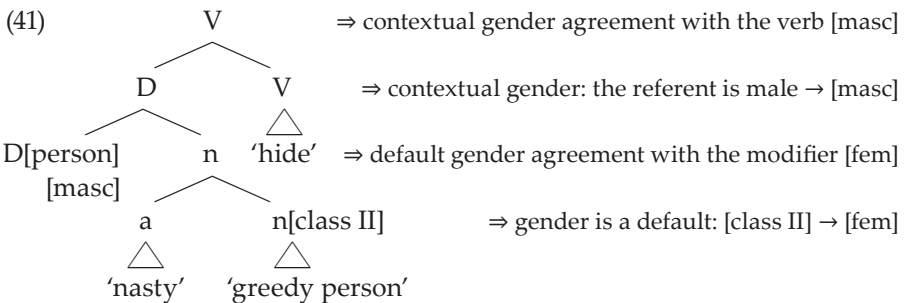 (41) V ⇒ contextual gender agreement with the verb [masc]
D V ⇒ contextual gender: the referent is male → [masc]
D[person] n ‘hide’ ⇒ default gender agreement with the modifier [fem]
[masc]
a n[class II] ⇒ gender is a default: [class II] → [fem]
‘nasty’ ‘greedy person’